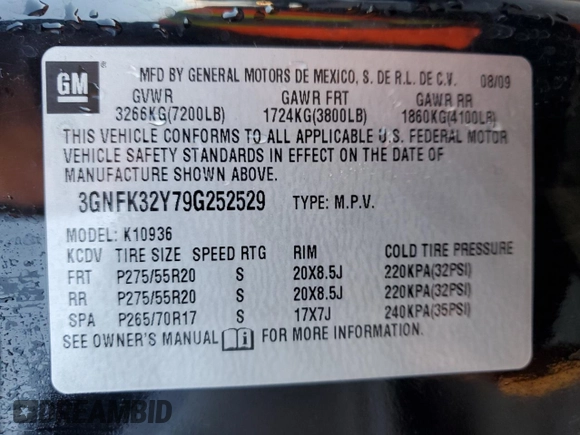 GM
MFD BY GENERAL MOTORS DE MEXICO, S. DE R.L. DE C.V. 08/09
GVWR GAWR FRT GAWR RR
3266KG(7200LB) 1724KG(3800LB) 1860KG(4100LB)
THIS VEHICLE CONFORMS TO ALL APPLICABLE U.S. FEDERAL MOTOR
VEHICLE SAFETY STANDARDS IN EFFECT ON THE DATE OF
MANUFACTURE SHOWN ABOVE.
3GNFK32Y79G252529 TYPE: M.P.V.
MODEL: K10936
KCDV TIRE SIZE SPEED RTG RIM COLD TIRE PRESSURE
FRT P275/55R20 S 20X8.5J 220KPA(32PSI)
RR P275/55R20 S 20X8.5J 220KPA(32PSI)
SPA P265/70R17 S 17X7J 240KPA(35PSI)
SEE OWNER'S MANUAL i FOR MORE INFORMATION.
DREAMBID